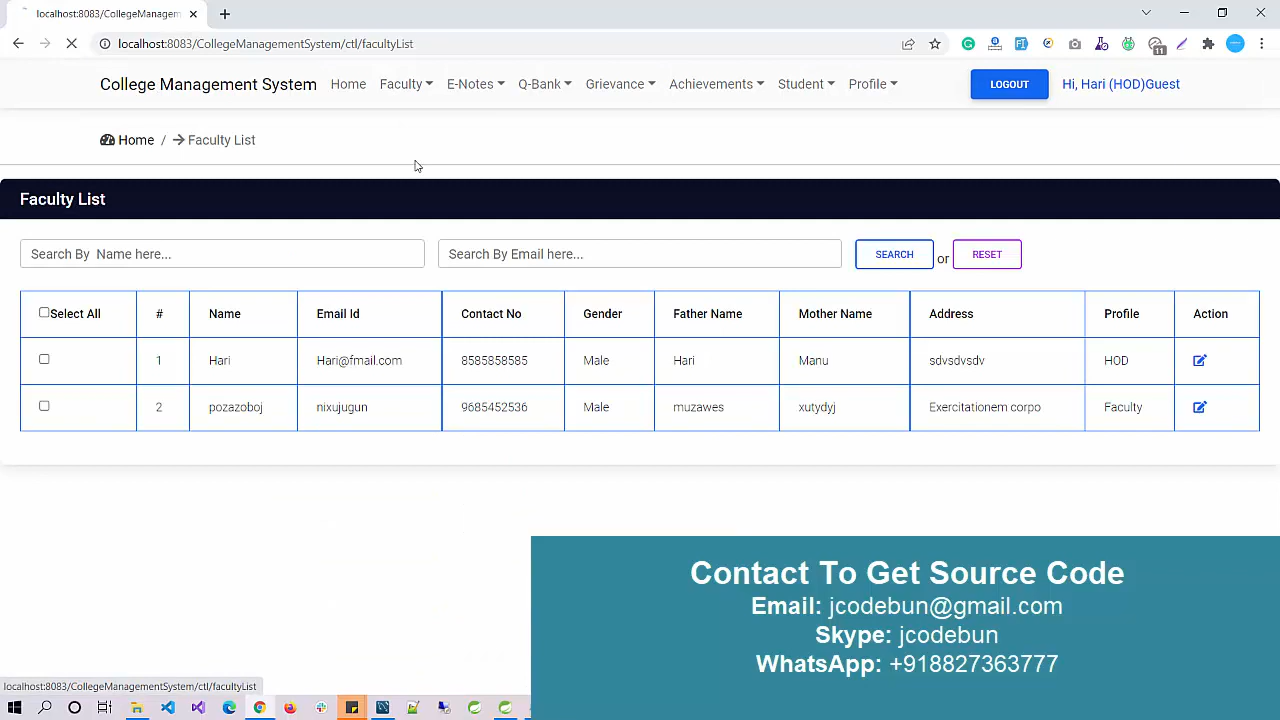 localhost:8083/CollegeManagem
localhost:8083/CollegeManagementSystem/ctl/facultyList
11
College Management System Home Faculty E-Notes Q-Bank Grievance Achievements Student Profile LOGOUT Hi, Hari (HOD)Guest
Home / Faculty List
Faculty List
Search By Name here... Search By Email here... SEARCH or RESET
Select All # Name Email Id Contact No Gender Father Name Mother Name Address Profile Action
1 Hari Hari@fmail.com 8585858585 Male Hari Manu sdvsdvsdv HOD
2 pozazoboj nixujugun 9685452536 Male muzawes xutydyj Exercitationem corpo Faculty
Contact To Get Source Code
Email: jcodebun@gmail.com
Skype: jcodebun
WhatsApp: +918827363777
localhost:8083/CollegeManagementSystem/ctl/facultyList